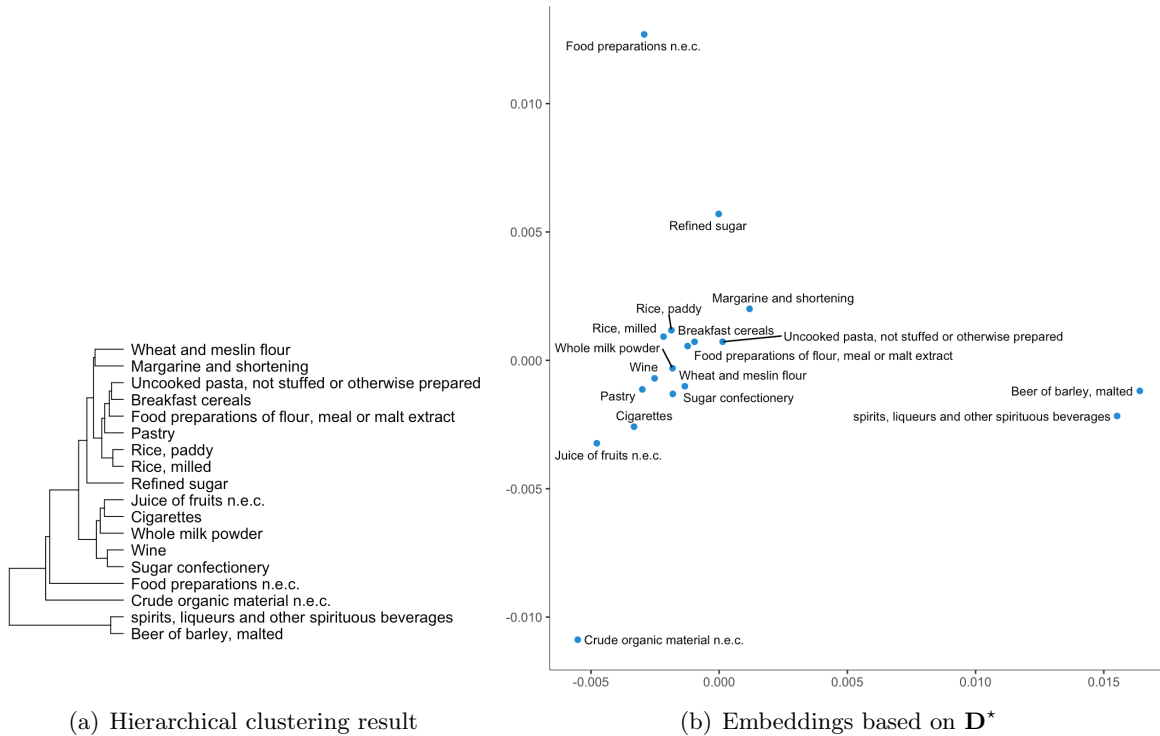 Wheat and meslin flour
Margarine and shortening
Uncooked pasta, not stuffed or otherwise prepared
Breakfast cereals
Food preparations of flour, meal or malt extract
Pastry
Rice, paddy
Rice, milled
Refined sugar
Juice of fruits n.e.c.
Cigarettes
Whole milk powder
Wine
Sugar confectionery
Food preparations n.e.c.
Crude organic material n.e.c.
spirits, liqueurs and other spirituous beverages
Beer of barley, malted
(a) Hierarchical clustering result
0.010
0.005
0.000
-0.005
-0.010
Food preparations n.e.c.
Refined sugar
Margarine and shortening
Rice, paddy
Rice, milled
Breakfast cereals
Uncooked pasta, not stuffed or otherwise prepared
Whole milk powder
Food preparations of flour, meal or malt extract
Wine
Wheat and meslin flour
Pastry
Sugar confectionery
Beer of barley, malted
Cigarettes
spirits, liqueurs and other spirituous beverages
Juice of fruits n.e.c.
Crude organic material n.e.c.
-0.005
0.000
0.005
0.010
0.015
(b) Embeddings based on D⋆